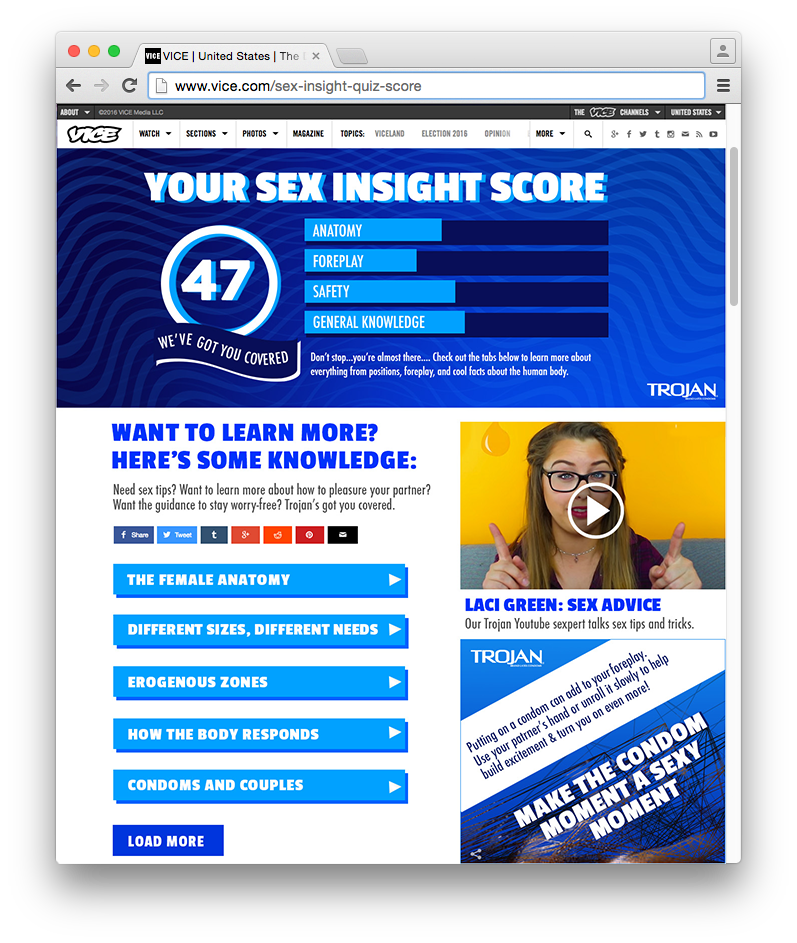 VICE VICE | United States | The
www.vice.com/sex-insight-quiz-score
ABOUT ©2016 VICE Media LLC THE VICE CHANNELS UNITED STATES
VICE WATCH SECTIONS PHOTOS MAGAZINE TOPICS: VICELAND ELECTION 2016 OPINION MORE
YOUR SEX INSIGHT SCORE
47
WE'VE GOT YOU COVERED
ANATOMY
FOREPLAY
SAFETY
GENERAL KNOWLEDGE
Don't stop...you're almost there.... Check out the tabs below to learn more about
everything from positions, foreplay, and cool facts about the human body.
TROJAN
WANT TO LEARN MORE?
HERE'S SOME KNOWLEDGE:
Need sex tips? Want to learn more about how to pleasure your partner?
Want the guidance to stay worry-free? Trojan's got you covered.
Share Tweet
THE FEMALE ANATOMY
DIFFERENT SIZES, DIFFERENT NEEDS
EROGENOUS ZONES
HOW THE BODY RESPONDS
CONDOMS AND COUPLES
LOAD MORE
LACI GREEN: SEX ADVICE
Our Trojan Youtube sexpert talks sex tips and tricks.
TROJAN
Putting on a condom can add to your foreplay.
Use your patrner's hand or unroll it slowly to help
build excitement & turn you on even more!
MAKE THE CONDOM
MOMENT A SEXY
MOMENT